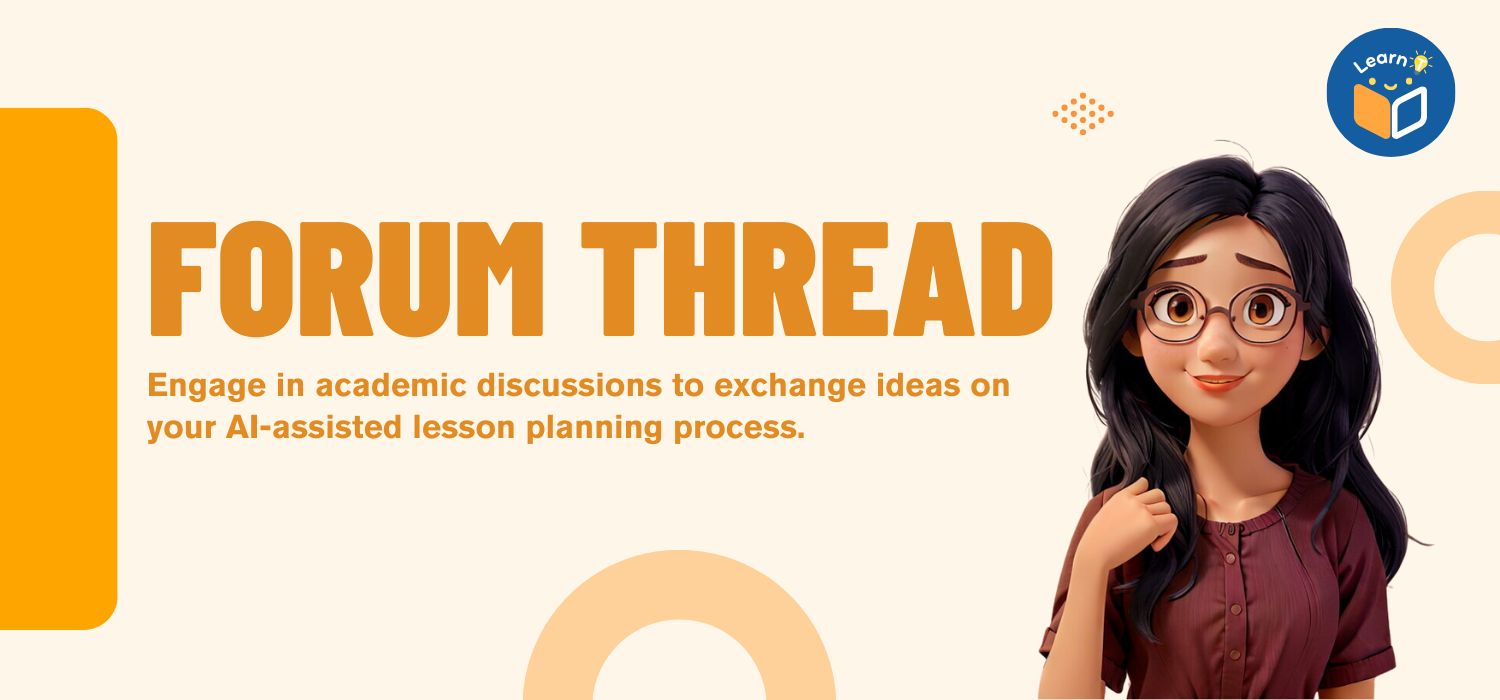 Learn
FORUM THREAD
Engage in academic discussions to exchange ideas on
your AI-assisted lesson planning process.